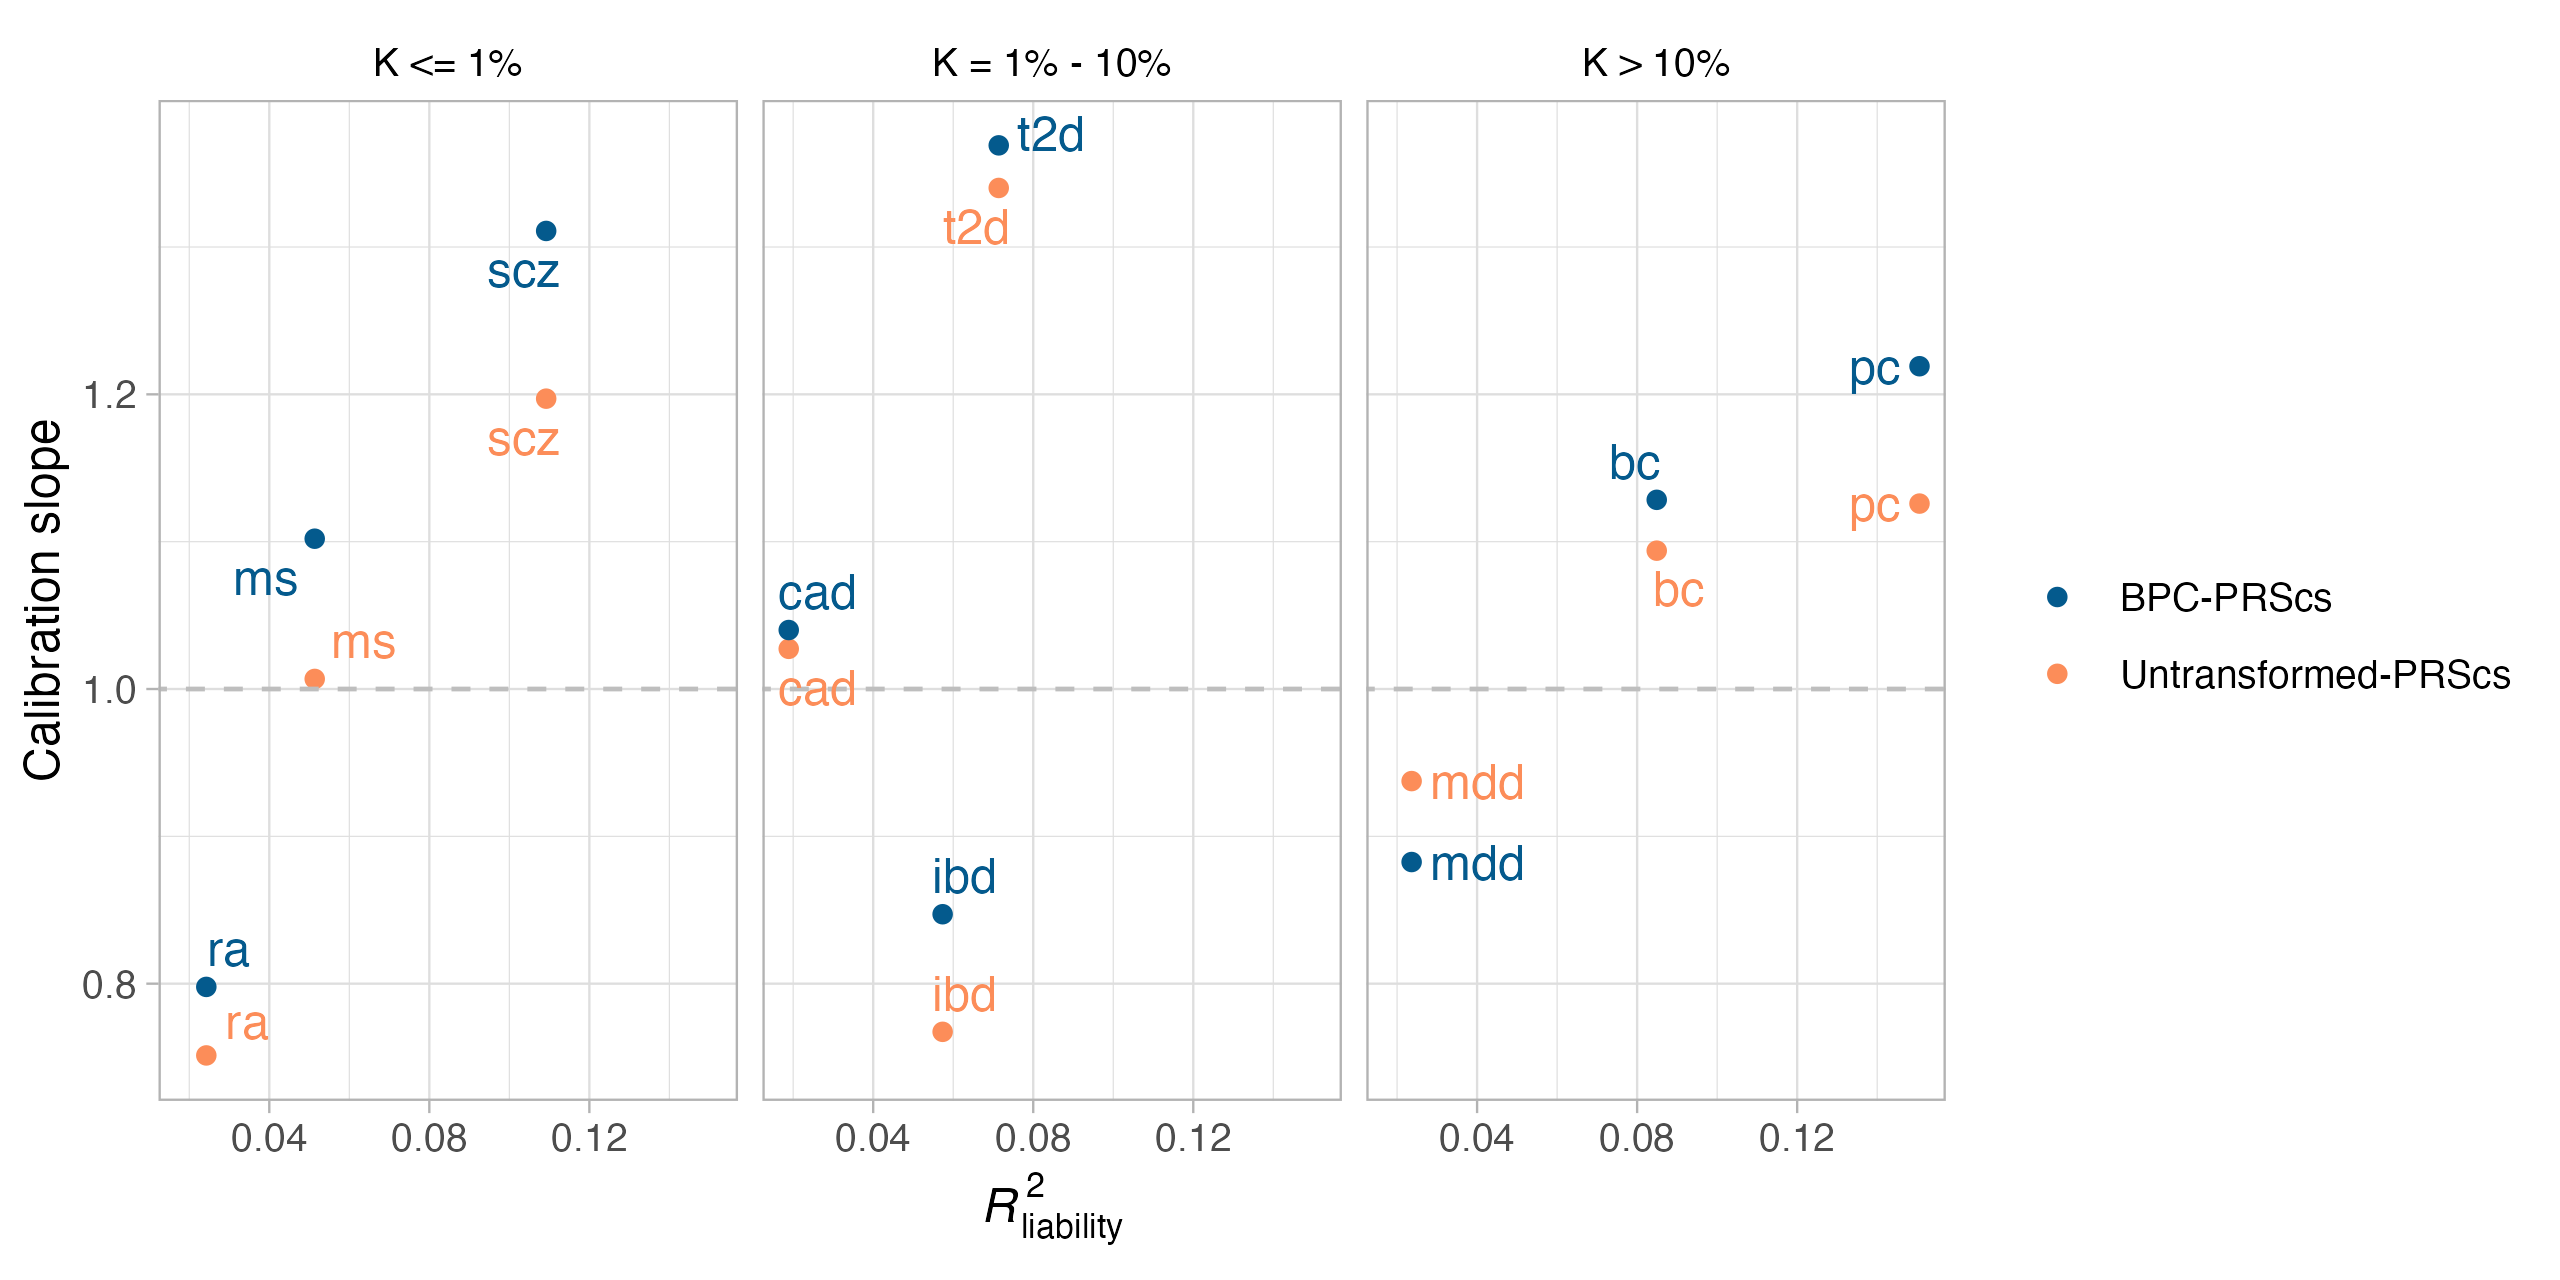 K <= 1%
K = 1% - 10%
K > 10%
Calibration slope
1.2
1.0
0.8
scz
scz
ms
ms
ra
ra
t2d
t2d
cad
cad
ibd
ibd
pc
bc
pc
bc
mdd
mdd
0.04 0.08 0.12
0.04 0.08 0.12
0.04 0.08 0.12
R²liability
BPC-PRScs
Untransformed-PRScs